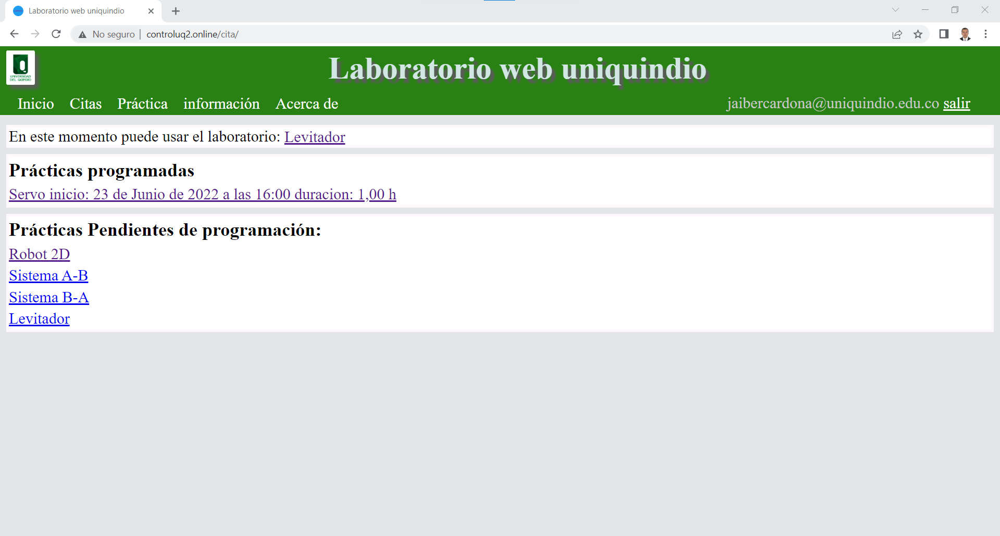 Laboratorio web uniquindio
No seguro | controluq2.online/cita/
UNIVERSIDAD
DEL QUINDÍO
Laboratorio web uniquindio
Inicio Citas Práctica información Acerca de jaibercardona@uniquindio.edu.co salir
En este momento puede usar el laboratorio: Levitador
Prácticas programadas
Servo inicio: 23 de Junio de 2022 a las 16:00 duracion: 1,00 h
Prácticas Pendientes de programación:
Robot 2D
Sistema A-B
Sistema B-A
Levitador